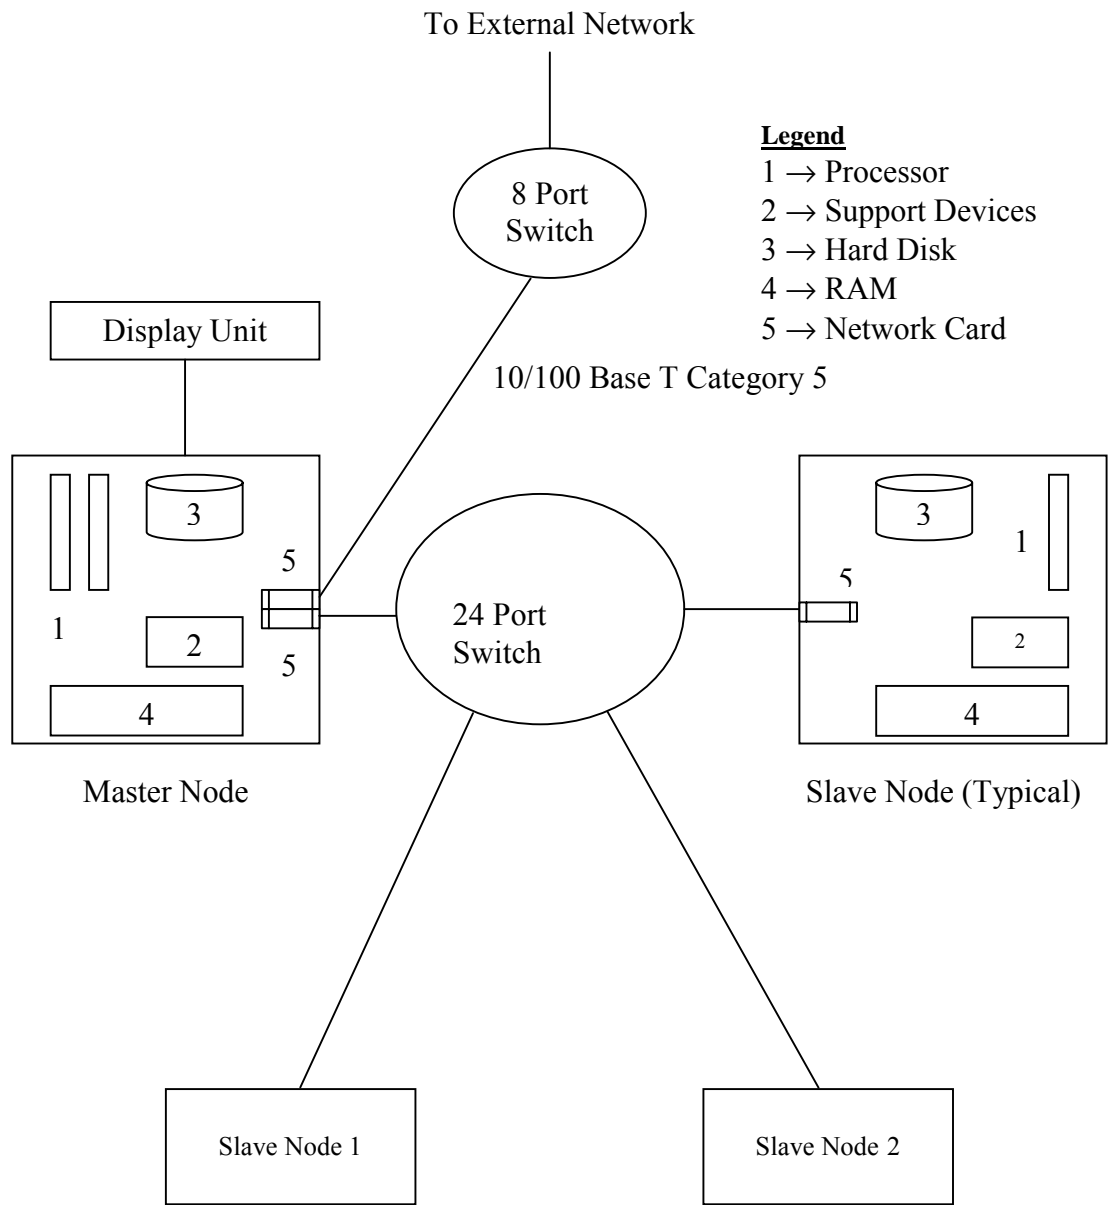 To External Network
8 Port
Switch
Legend
1 → Processor
2 → Support Devices
3 → Hard Disk
4 → RAM
5 → Network Card
Display Unit
10/100 Base T Category 5
3
5
1
2
5
4
Master Node
24 Port
Switch
3
1
5
2
4
Slave Node (Typical)
Slave Node 1
Slave Node 2